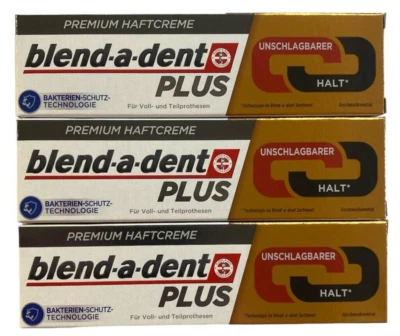 PREMIUM HAFTCREME
blend-a-dent
PLUS
UNSCHLAGBARER
HALT*
BAKTERIEN-SCHUTZ-
TECHNOLOGIE
Für Voll- und Teilprothesen
PREMIUM HAFTCREME
blend-a-dent
PLUS
UNSCHLAGBARER
HALT*
BAKTERIEN-SCHUTZ-
TECHNOLOGIE
Für Voll- und Teilprothesen
PREMIUM HAFTCREME
blend-a-dent
PLUS
UNSCHLAGBARER
HALT*
BAKTERIEN-SCHUTZ-
TECHNOLOGIE
Für Voll- und Teilprothesen